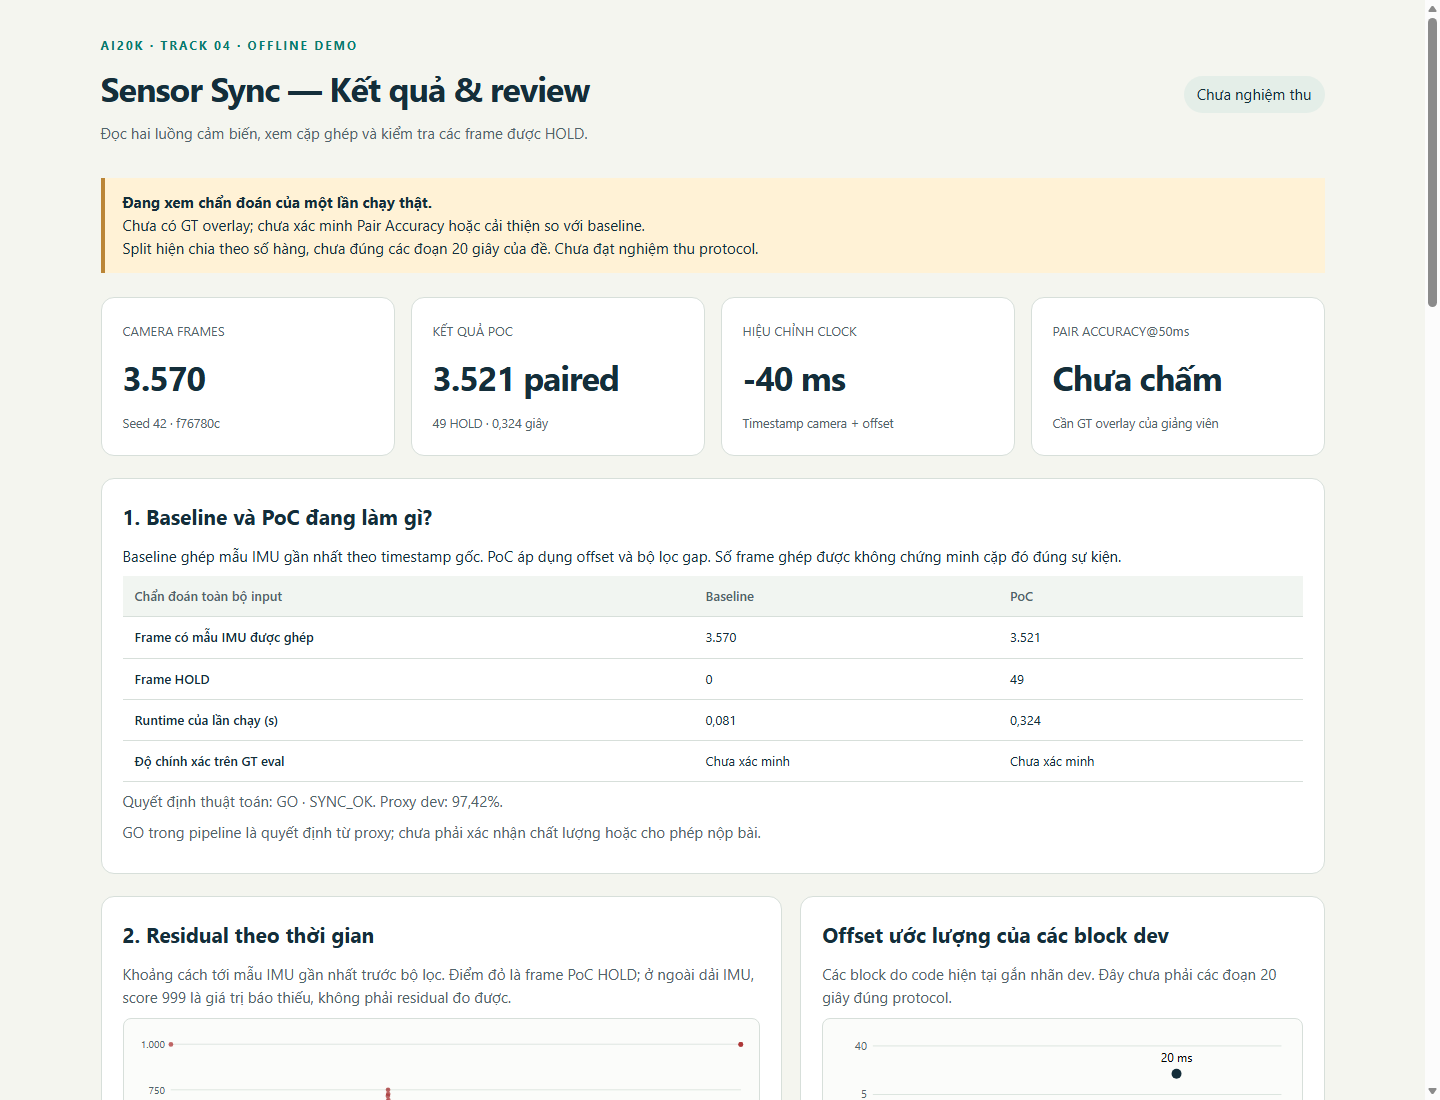 AI20K · TRACK 04 · OFFLINE DEMO
Sensor Sync — Kết quả & review
Chưa nghiệm thu
Đọc hai luồng cảm biến, xem cặp ghép và kiểm tra các frame được HOLD.
Đang xem chẩn đoán của một lần chạy thật.
Chưa có GT overlay; chưa xác minh Pair Accuracy hoặc cải thiện so với baseline.
Split hiện chia theo số hàng, chưa đúng các đoạn 20 giây của đề. Chưa đạt nghiệm thu protocol.
CAMERA FRAMES
3.570
Seed 42 · f76780c
KẾT QUẢ POC
3.521 paired
49 HOLD · 0,324 giây
HIỆU CHỈNH CLOCK
-40 ms
Timestamp camera + offset
PAIR ACCURACY@50ms
Chưa chấm
Cần GT overlay của giảng viên
1. Baseline và PoC đang làm gì?
Baseline ghép mẫu IMU gần nhất theo timestamp gốc. PoC áp dụng offset và bộ lọc gap. Số frame ghép được không chứng minh cặp đó đúng sự kiện.
Chẩn đoán toàn bộ input Baseline PoC
Frame có mẫu IMU được ghép 3.570 3.521
Frame HOLD 0 49
Runtime của lần chạy (s) 0,081 0,324
Độ chính xác trên GT eval Chưa xác minh Chưa xác minh
Quyết định thuật toán: GO · SYNC_OK. Proxy dev: 97,42%.
GO trong pipeline là quyết định từ proxy; chưa phải xác nhận chất lượng hoặc cho phép nộp bài.
2. Residual theo thời gian
Khoảng cách tới mẫu IMU gần nhất trước bộ lọc. Điểm đỏ là frame PoC HOLD; ở ngoài dải IMU,
score 999 là giá trị báo thiếu, không phải residual đo được.
1.000
750
Offset ước lượng của các block dev
Các block do code hiện tại gắn nhãn dev. Đây chưa phải các đoạn 20
giây đúng protocol.
40
20 ms
5